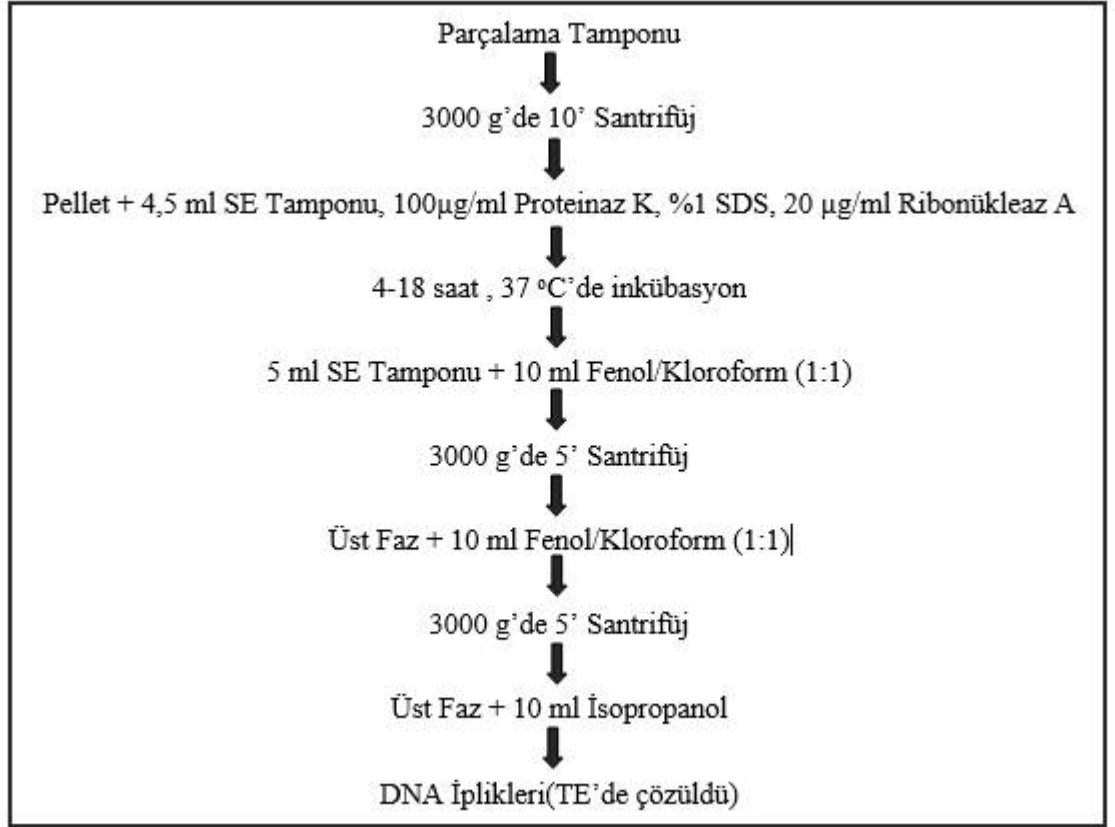 Parçalama Tamponu
3000 g’de 10’ Santrifüj
Pellet + 4,5 ml SE Tamponu, 100µg/ml Proteinaz K, %1 SDS, 20 µg/ml Ribonükleaz A
4-18 saat , 37 ⁰C’de inkübasyon
5 ml SE Tamponu + 10 ml Fenol/Kloroform (1:1)
3000 g’de 5’ Santrifüj
Üst Faz + 10 ml Fenol/Kloroform (1:1)
3000 g’de 5’ Santrifüj
Üst Faz + 10 ml İsopropanol
DNA İplikleri(TE’de çözüldü)